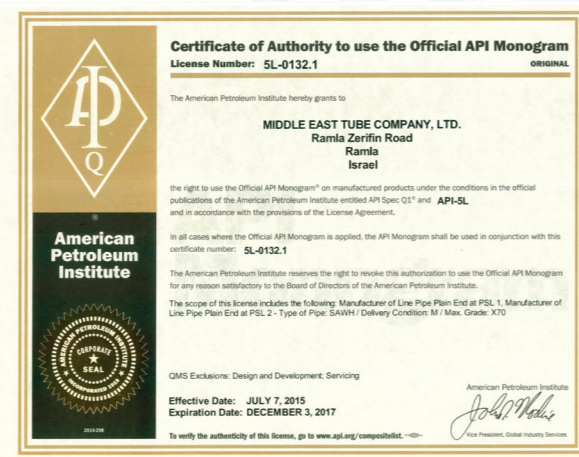 Certificate of Authority to use the Official API Monogram
License Number: 5L-0132.1
ORIGINAL
The American Petroleum Institute hereby grants to
MIDDLE EAST TUBE COMPANY, LTD.
Ramla Zerifin Road
Ramla
Israel
the right to use the Official API Monogram® on manufactured products under the conditions in the official
publications of the American Petroleum Institute entitled API Spec Q1® and API-5L
and in accordance with the provisions of the License Agreement.
In all cases where the Official API Monogram is applied, the API Monogram shall be used in conjunction with this
certificate number: 5L-0132.1
The American Petroleum Institute reserves the right to revoke this authorization to use the Official API Monogram
for any reason satisfactory to the Board of Directors of the American Petroleum Institute.
The scope of this license includes the following: Manufacturer of Line Pipe Plain End at PSL 1, Manufacturer of
Line Pipe Plain End at PSL 2 - Type of Pipe: SAWH / Delivery Condition: M / Max. Grade: X70
QMS Exclusions: Design and Development; Servicing
Effective Date: JULY 7, 2015
Expiration Date: DECEMBER 3, 2017
To verify the authenticity of this license, go to www.api.org/compositelist.
American Petroleum Institute
Vice President, Global Industry Services
API
Q
®
American
Petroleum
Institute
AMERICAN PETROLEUM INSTITUTE
CORPORATE
SEAL
INCORPORATED
2014-298